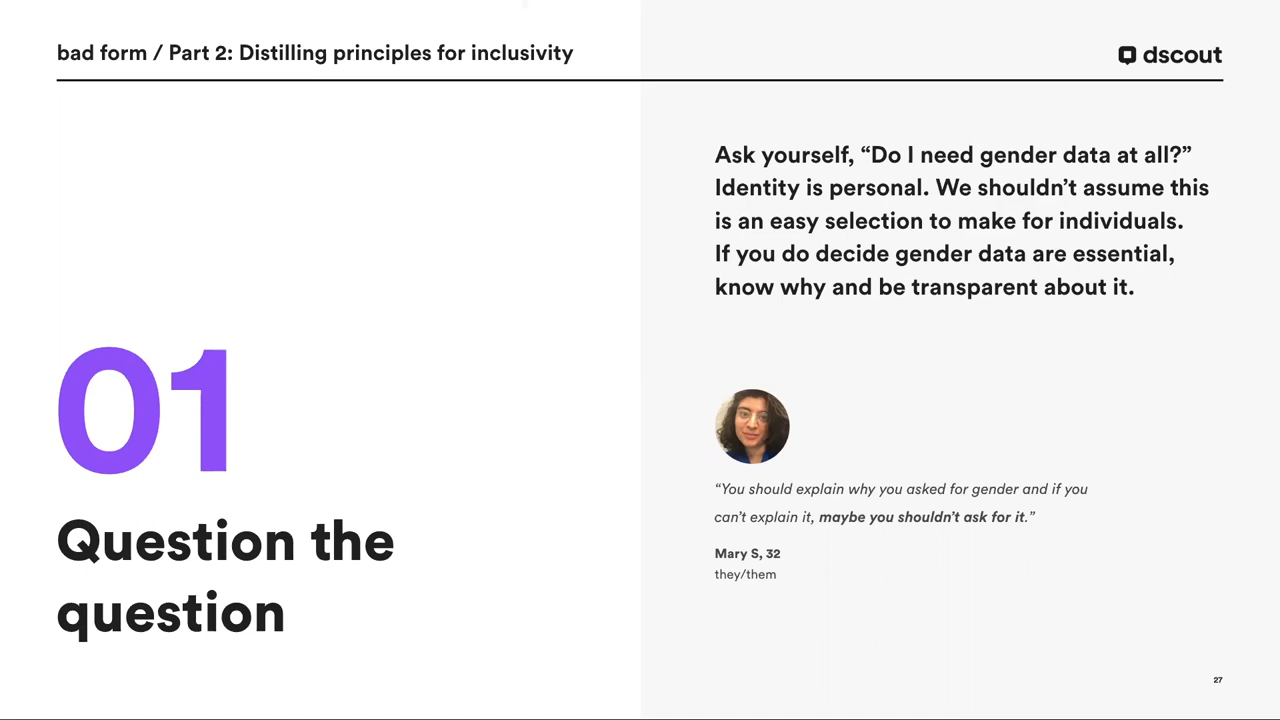 bad form / Part 2: Distilling principles for inclusivity
dscout
01
Question the
question
Ask yourself, “Do I need gender data at all?”
Identity is personal. We shouldn’t assume this
is an easy selection to make for individuals.
If you do decide gender data are essential,
know why and be transparent about it.
“You should explain why you asked for gender and if you
can’t explain it, maybe you shouldn’t ask for it.”
Mary S, 32
they/them
27